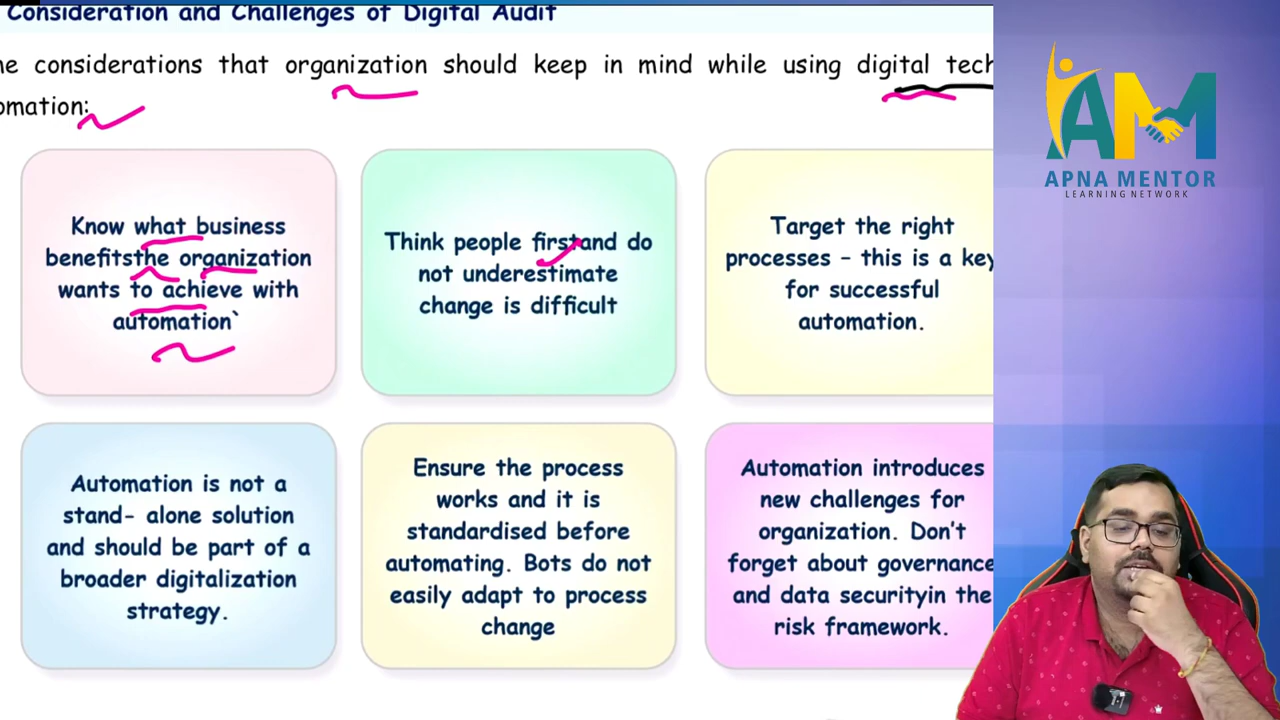 Consideration and Challenges of Digital Audit
considerations that organization should keep in mind while using digital
Know what business
benefitsthe organization
wants to achieve with
automation`
Think people firstand do
not underestimate
change is difficult
Target the right
processes - this is a key
for successful
automation.
Automation is not a
stand- alone solution
and should be part of a
broader digitalization
strategy.
Ensure the process
works and it is
standardised before
automating. Bots do not
easily adapt to process
change
Automation introduces
new challenges for
organization. Don't
forget about governance
and data securityin the
risk framework.
AM
APNA MENTOR
LEARNING NETWORK